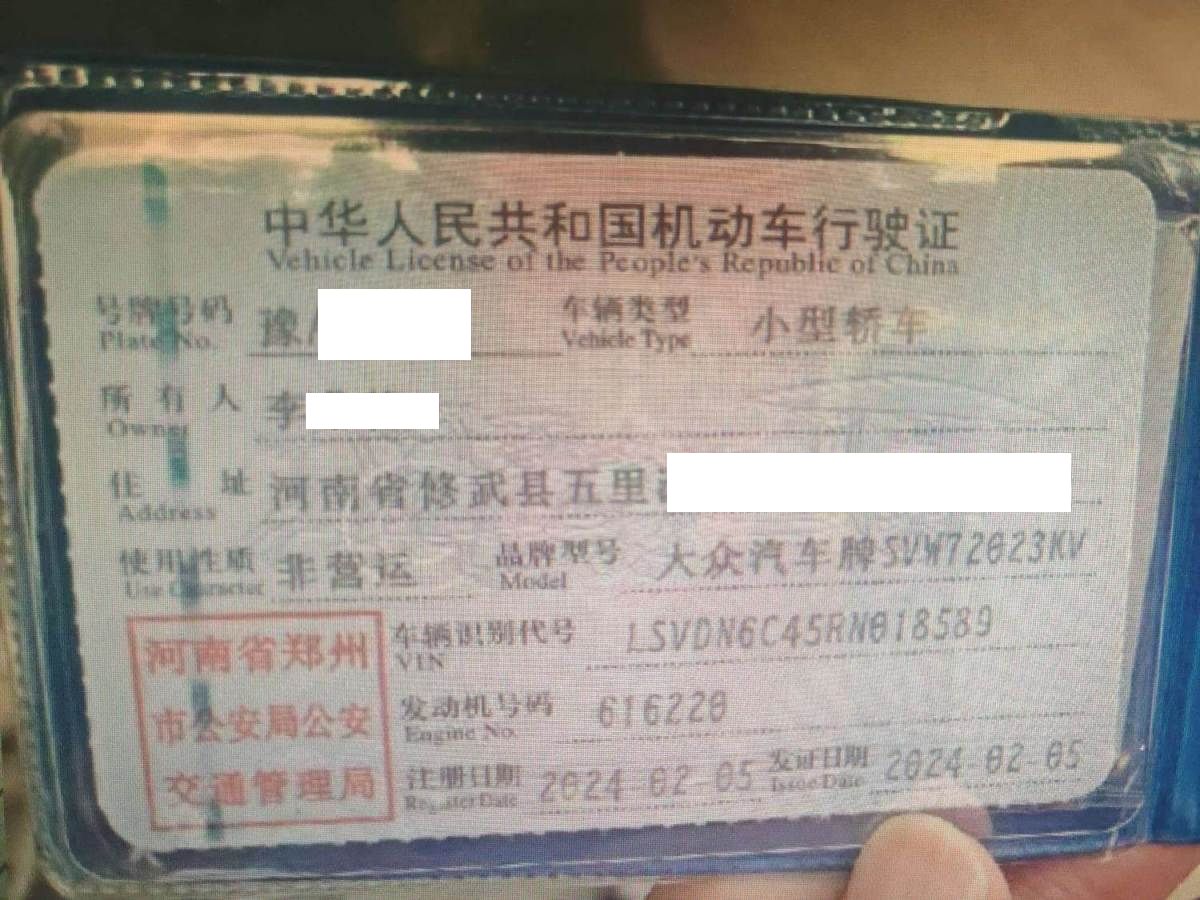 中华人民共和国机动车行驶证
Vehicle License of the People's Republic of China
号牌号码 豫 车辆类型 小型轿车
Plate No. Vehicle Type
所有人 李
Owner
住址 河南省修武县五里
Address
使用性质 非营运 品牌型号 大众汽车牌SVW72023KV
Use Character Model
车辆识别代号 LSVDN6C45RN018589
VIN
发动机号码 616220
Engine No.
注册日期 2024-02-05 发证日期 2024-02-05
Register Date Issue Date
河南省郑州
市公安局公安
交通管理局